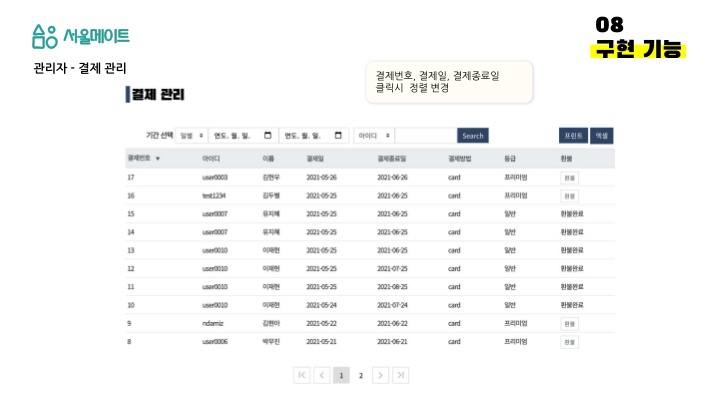 서울메이트
08
구현 기능
관리자 - 결제 관리
결제번호, 결제일, 결제종료일
클릭시 정렬 변경
결제 관리
기간 선택 일별 연도. 월. 일. 연도. 월. 일. 아이디 Search 프린트 엑셀
결제번호 ▼ 아이디 이름 결제일 결제종료일 결제방법 등급 환불
17 user0003 김현우 2021-05-26 2021-06-26 card 프리미엄 환불
16 test1234 김두별 2021-05-25 2021-06-25 card 프리미엄 환불
15 user0007 유지혜 2021-05-25 2021-06-25 card 일반 환불완료
14 user0007 유지혜 2021-05-25 2021-06-25 card 일반 환불완료
13 user0010 이재현 2021-05-25 2021-06-25 card 일반 환불완료
12 user0010 이재현 2021-05-25 2021-07-25 card 일반 환불완료
11 user0010 이재현 2021-05-25 2021-08-25 card 일반 환불완료
10 user0010 이재현 2021-05-24 2021-07-24 card 일반 환불완료
9 ndamiz 김현아 2021-05-22 2021-06-22 card 프리미엄 환불
8 user0006 박무진 2021-05-21 2021-06-21 card 프리미엄 환불
1 2